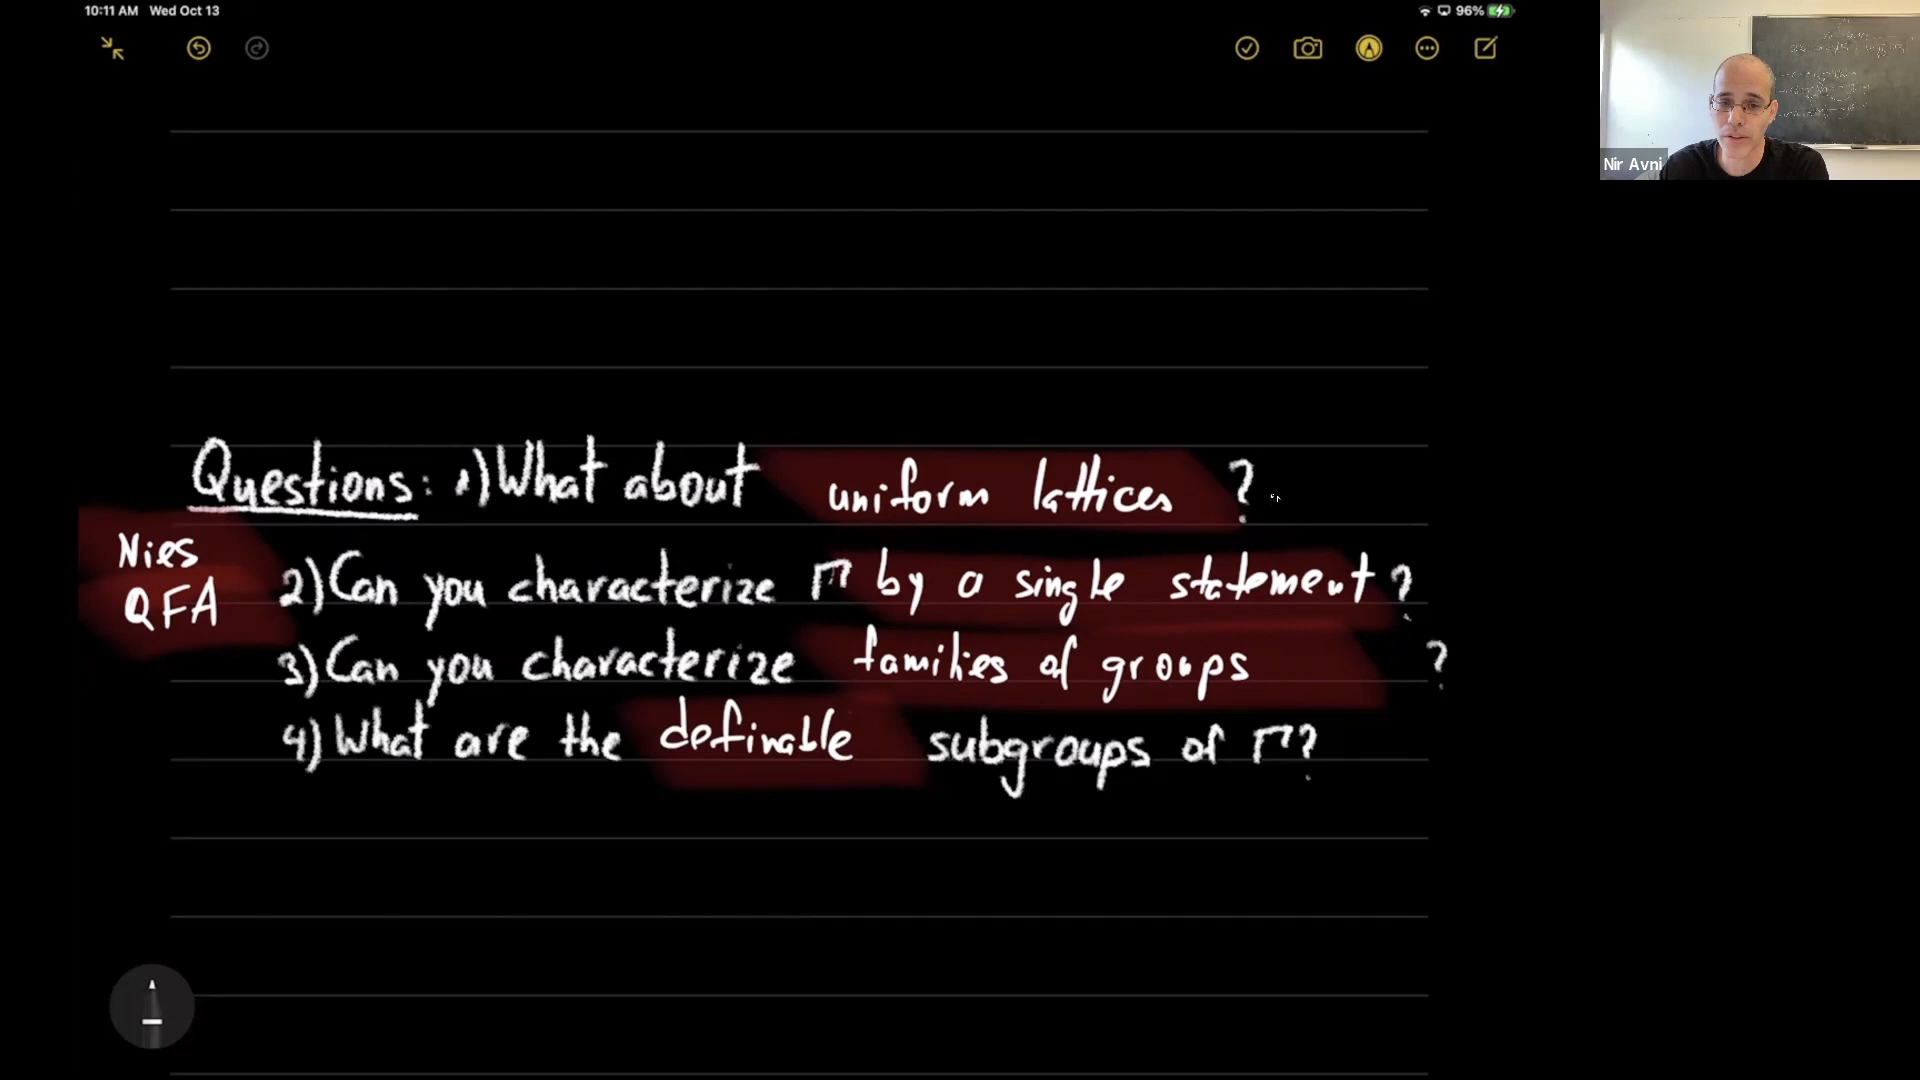 10:11 AM Wed Oct 13
96%
Nir Avni
Questions: 1) What about uniform lattices ?
Nies
QFA
2) Can you characterize Γ by a single statement ?
3) Can you characterize families of groups ?
4) What are the definable subgroups of Γ ?